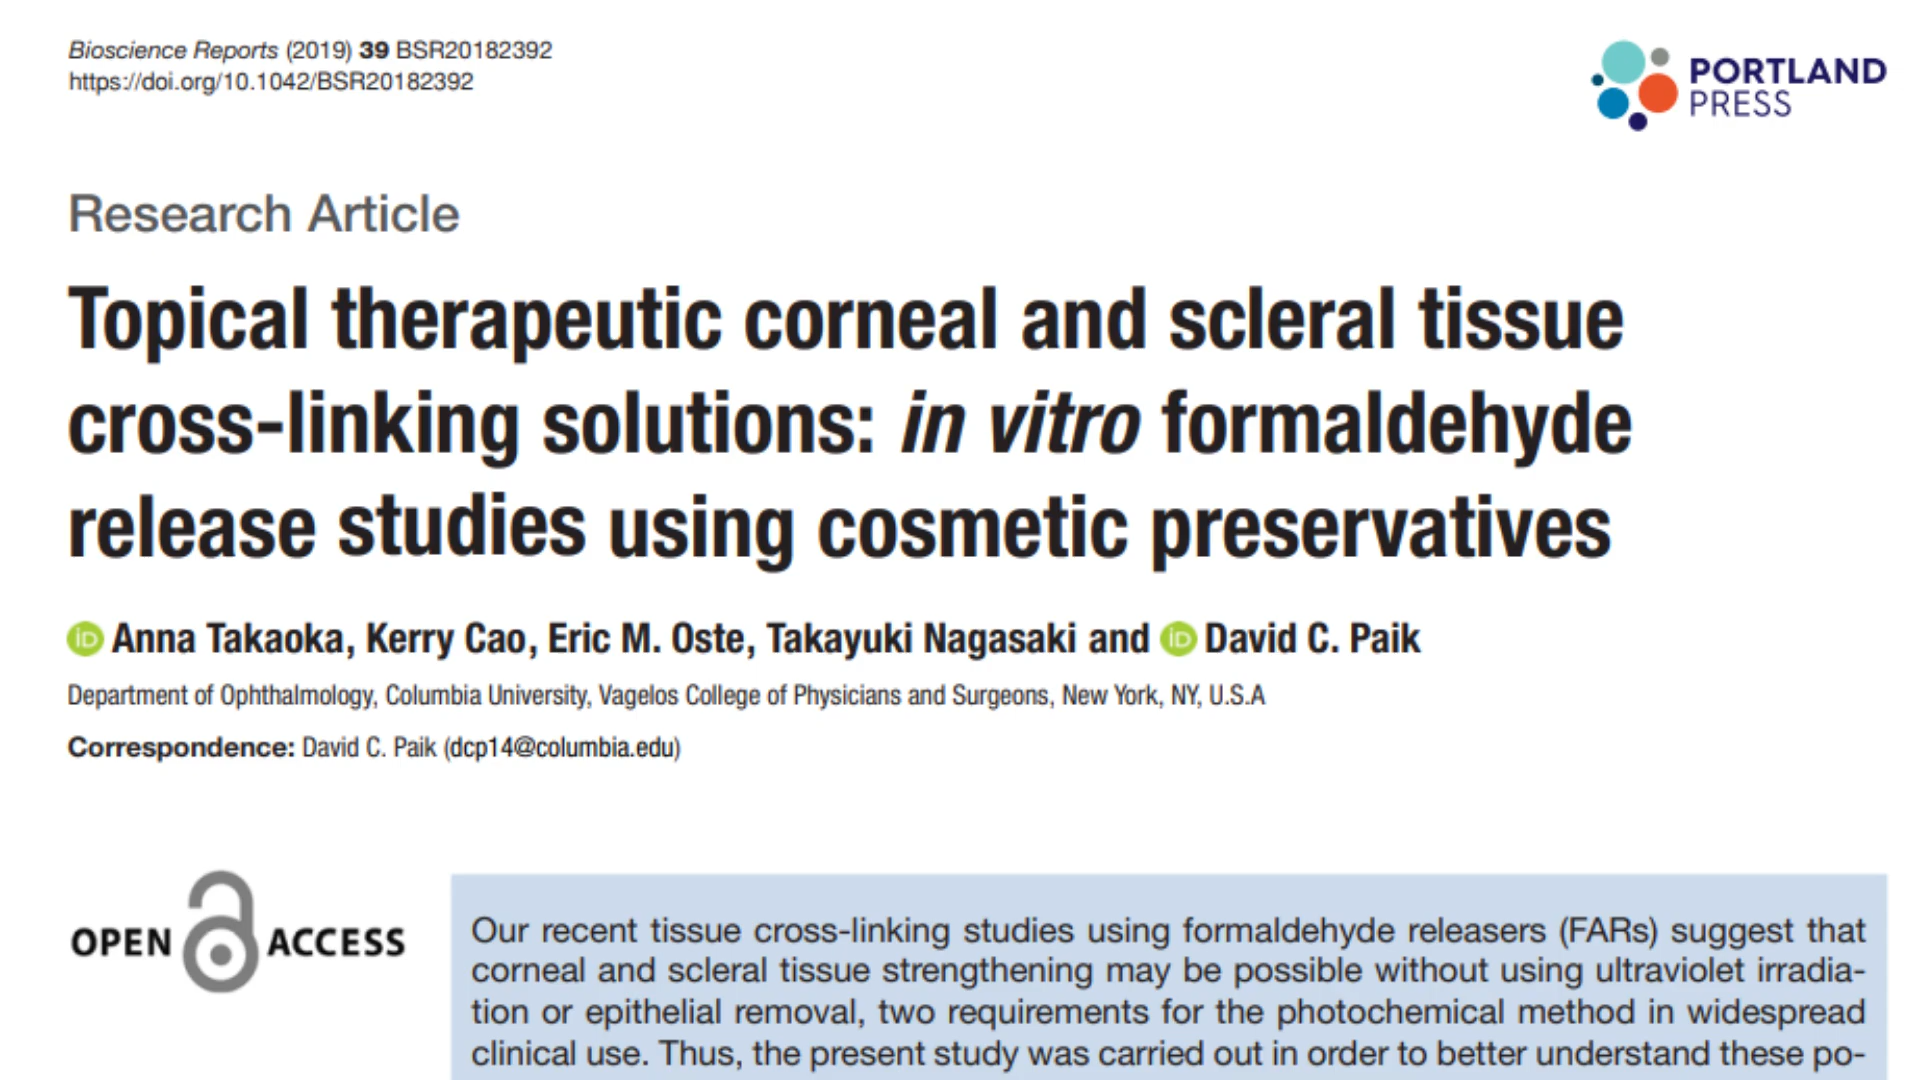 Bioscience Reports (2019) 39 BSR20182392
https://doi.org/10.1042/BSR20182392
PORTLAND
PRESS
Research Article
Topical therapeutic corneal and scleral tissue
cross-linking solutions: in vitro formaldehyde
release studies using cosmetic preservatives
iD Anna Takaoka, Kerry Cao, Eric M. Oste, Takayuki Nagasaki and iD David C. Paik
Department of Ophthalmology, Columbia University, Vagelos College of Physicians and Surgeons, New York, NY, U.S.A
Correspondence: David C. Paik (dcp14@columbia.edu)
OPEN ACCESS
Our recent tissue cross-linking studies using formaldehyde releasers (FARs) suggest that
corneal and scleral tissue strengthening may be possible without using ultraviolet irradia-
tion or epithelial removal, two requirements for the photochemical method in widespread
clinical use. Thus, the present study was carried out in order to better understand these po-